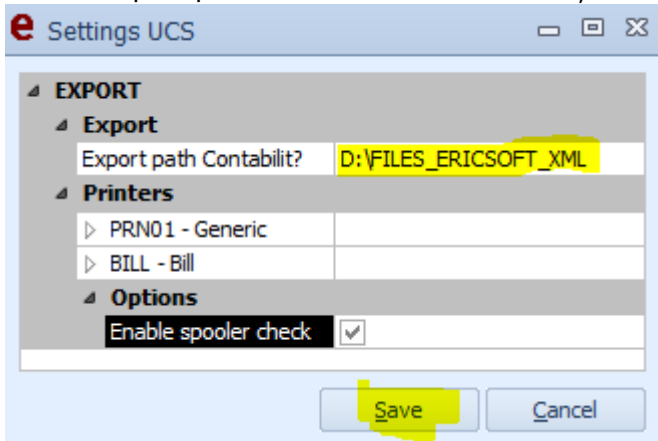 e Settings UCS
EXPORT
Export
Export path Contabilit? D:\FILES_ERICSOFT_XML
Printers
PRN01 - Generic
BILL - Bill
Options
Enable spooler check
Save Cancel